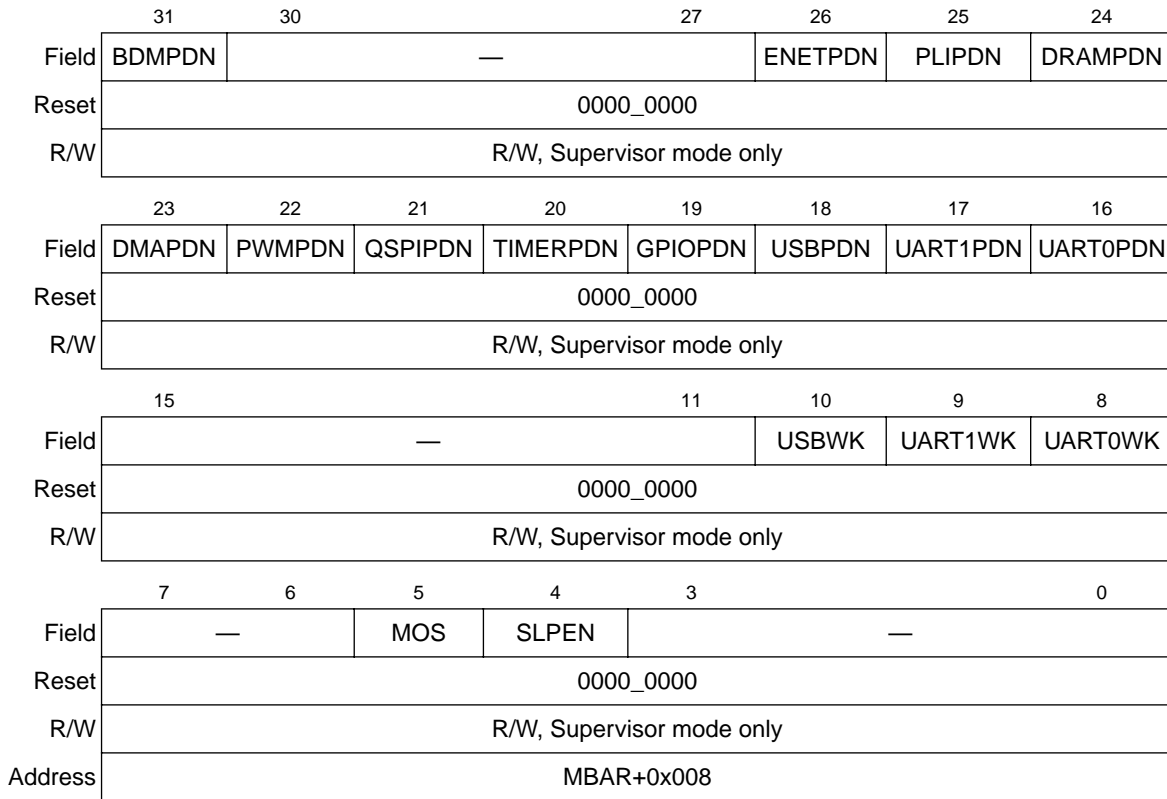 31 30 27 26 25 24
Field BDMPDN — ENETPDN PLIPDN DRAMPDN
Reset 0000_0000
R/W R/W, Supervisor mode only
23 22 21 20 19 18 17 16
Field DMAPDN PWMPDN QSPIPDN TIMERPDN GPIOPDN USBPDN UART1PDN UART0PDN
Reset 0000_0000
R/W R/W, Supervisor mode only
15 11 10 9 8
Field — USBWK UART1WK UART0WK
Reset 0000_0000
R/W R/W, Supervisor mode only
7 6 5 4 3 0
Field — MOS SLPEN —
Reset 0000_0000
R/W R/W, Supervisor mode only
Address MBAR+0x008